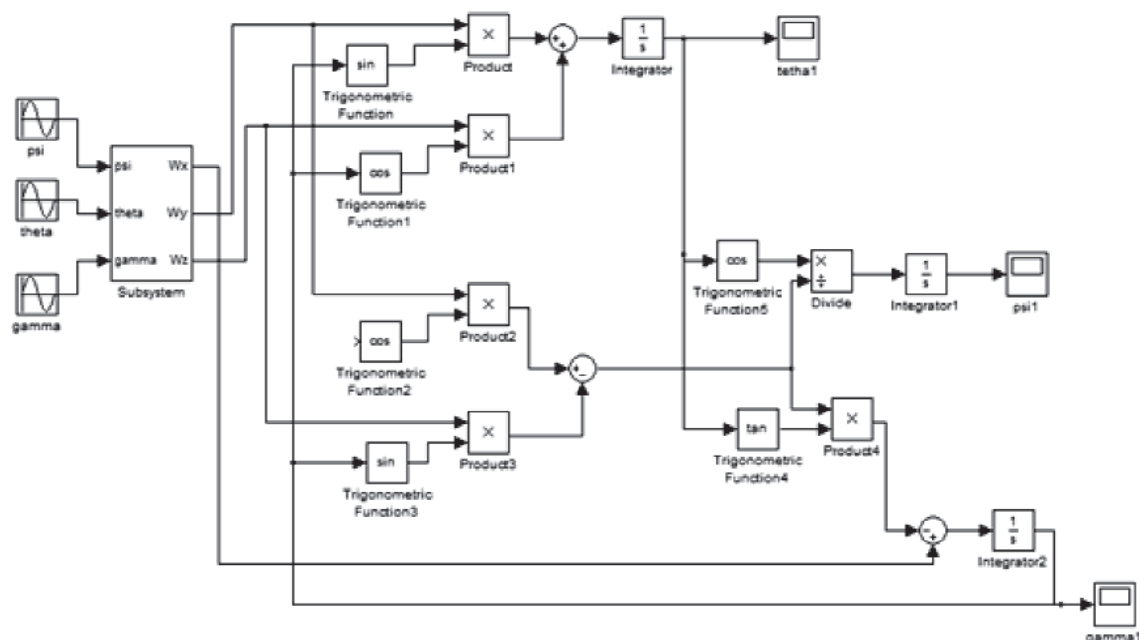 sin
×
Product
+
+
1
s
Integrator
tetha1
Trigonometric
Function
psi
×
Product1
cos
Trigonometric
Function1
psi
Wx
theta
theta
Wy
gamma
Wz
Subsystem
gamma
×
Product2
cos
Trigonometric
Function2
+
-
cos
Trigonometric
Function5
×
÷
Divide
1
s
Integrator1
psi1
×
Product3
sin
Trigonometric
Function3
tan
Trigonometric
Function4
×
Product4
-
+
1
s
Integrator2
gamma1